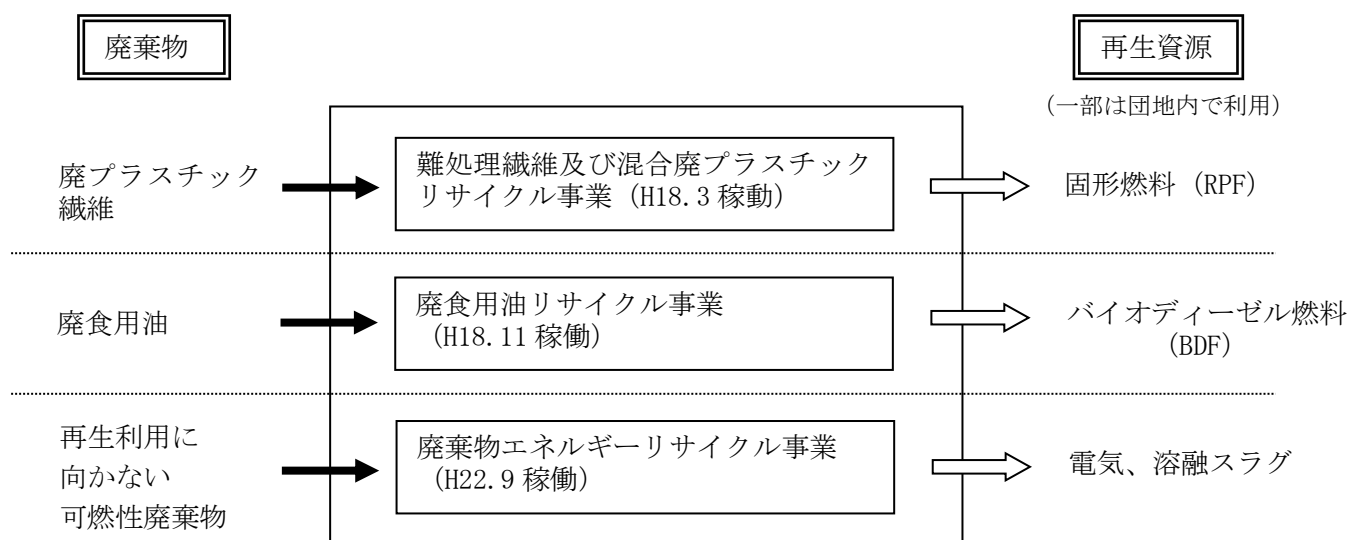 廃棄物
再生資源
(一部は団地内で利用)
廃プラスチック
繊維
難処理繊維及び混合廃プラスチック
リサイクル事業 (H18.3 稼動)
固形燃料 (RPF)
廃食用油
廃食用油リサイクル事業
(H18.11 稼働)
バイオディーゼル燃料
(BDF)
再生利用に
向かない
可燃性廃棄物
廃棄物エネルギーリサイクル事業
(H22.9 稼働)
電気、溶融スラグ